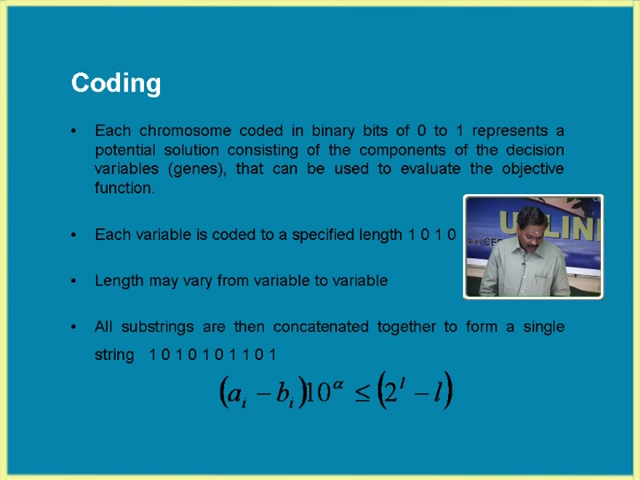 Coding
• Each chromosome coded in binary bits of 0 to 1 represents a
potential solution consisting of the components of the decision
variables (genes), that can be used to evaluate the objective
function.
• Each variable is coded to a specified length 1 0 1 0
• Length may vary from variable to variable
• All substrings are then concatenated together to form a single
string 1 0 1 0 1 0 1 1 0 1
(a_i − b_i)10^α ≤ (2^l − l)